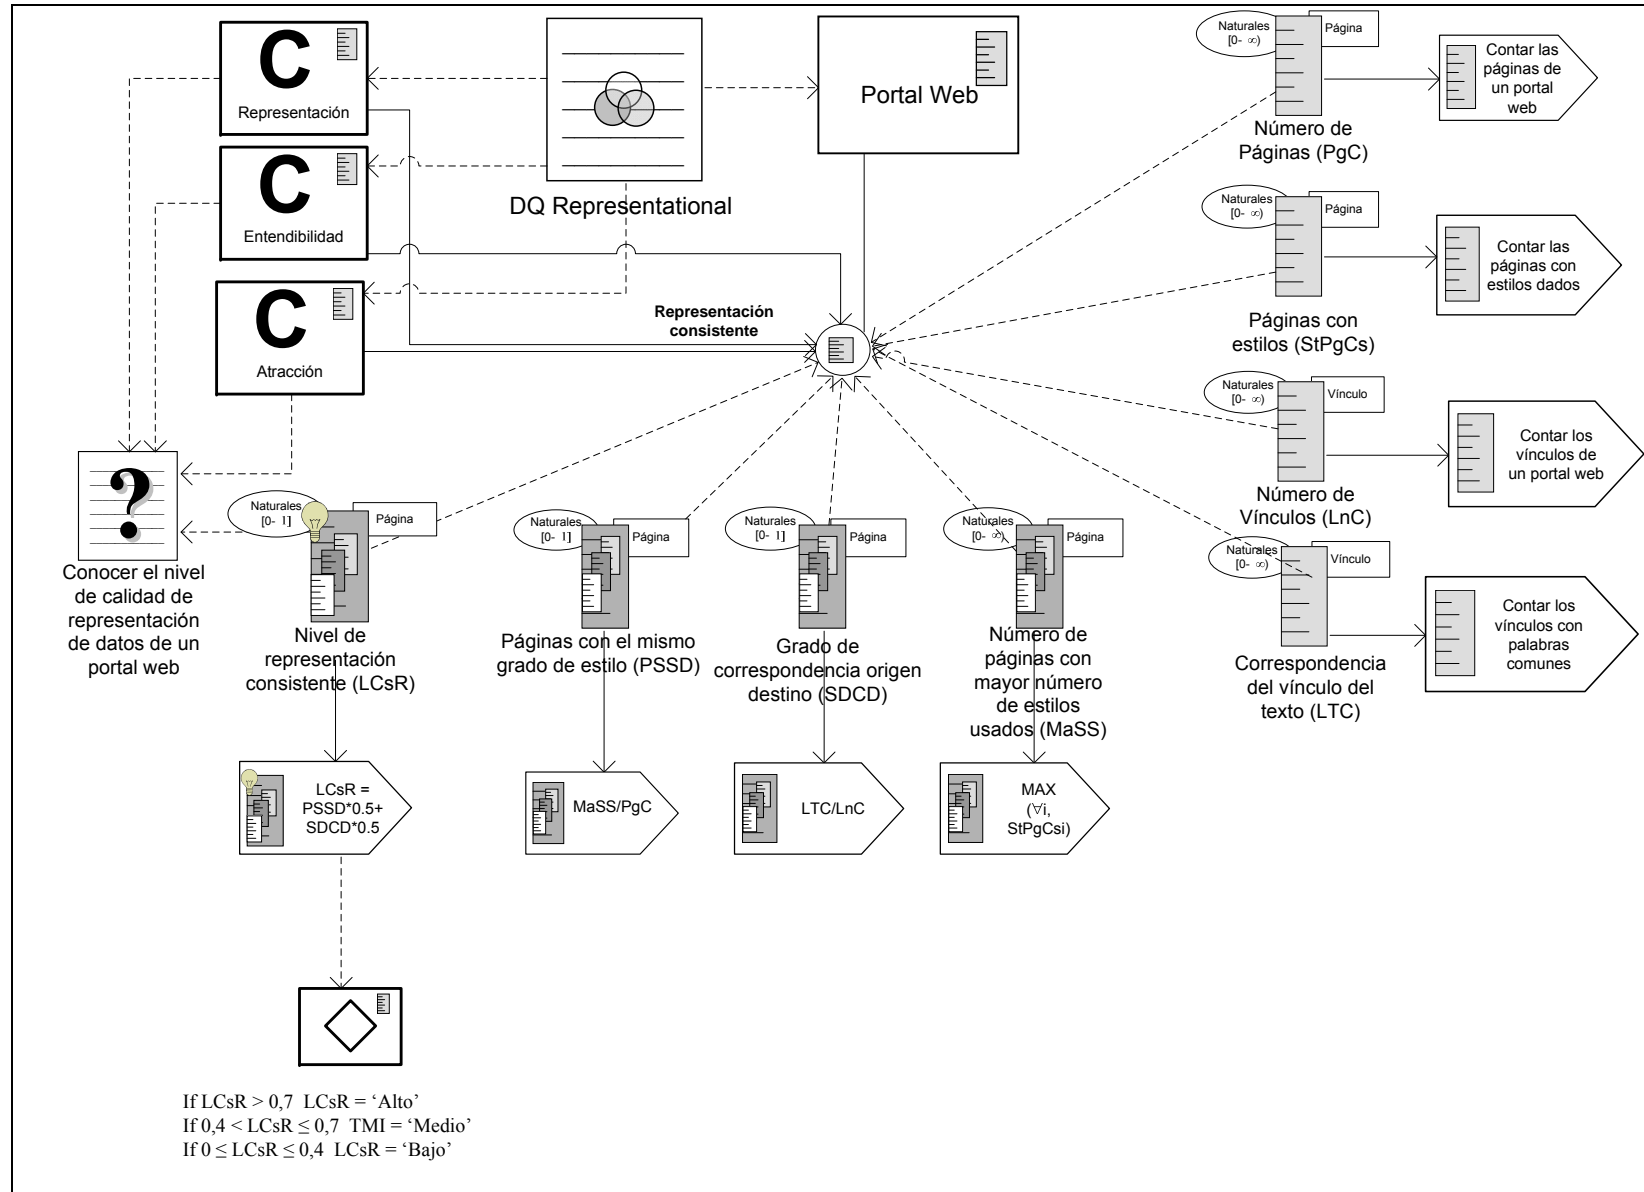 C
Representación
C
Entendibilidad
C
Atracción
DQ Representational
Portal Web
Representación
consistente
Naturales
[0- ∞)
Página
Número de
Páginas (PgC)
Contar las
páginas de
un portal
web
Naturales
[0- ∞)
Página
Páginas con
estilos (StPgCs)
Contar las
páginas con
estilos dados
Naturales
[0- ∞)
Vínculo
Número de
Vínculos (LnC)
Contar los
vínculos de
un portal web
Naturales
[0- ∞)
Vínculo
Correspondencia
del vínculo del
texto (LTC)
Contar los
vínculos con
palabras
comunes
?
Conocer el nivel
de calidad de
representación
de datos de un
portal web
Naturales
[0- 1]
Página
Nivel de
representación
consistente (LCsR)
Naturales
[0- 1]
Página
Páginas con el mismo
grado de estilo (PSSD)
Naturales
[0- 1]
Página
Grado de
correspondencia origen
destino (SDCD)
Naturales
[0- ∞)
Página
Número de
páginas con
mayor número
de estilos
usados (MaSS)
LCsR =
PSSD*0.5+
SDCD*0.5
MaSS/PgC
LTC/LnC
MAX
(∀i,
StPgCsi)
If LCsR > 0,7 LCsR = ‘Alto’
If 0,4 < LCsR ≤ 0,7 TMI = ‘Medio’
If 0 ≤ LCsR ≤ 0,4 LCsR = ‘Bajo’